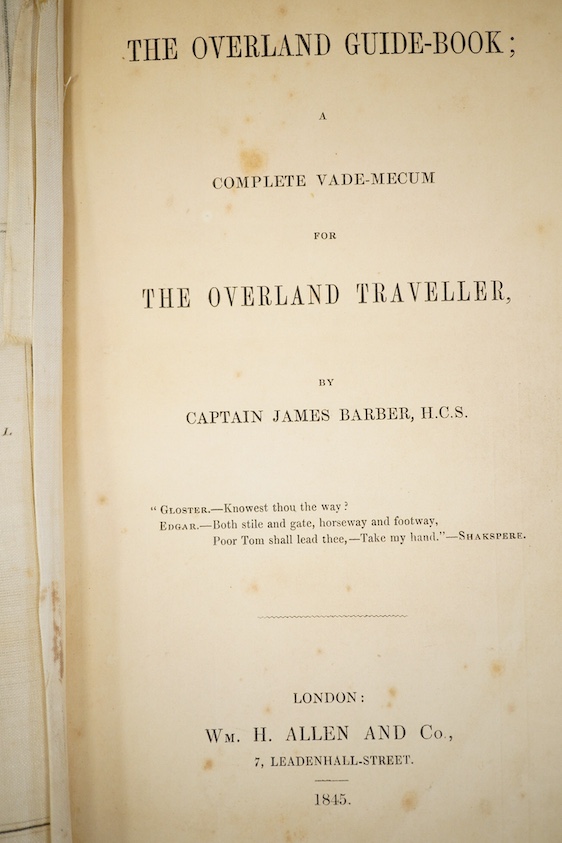 THE OVERLAND GUIDE-BOOK;
A
COMPLETE VADE-MECUM
FOR
THE OVERLAND TRAVELLER,
BY
CAPTAIN JAMES BARBER, H.C.S.
“ GLOSTER.—Knowest thou the way?
EDGAR.—Both stile and gate, horseway and footway,
Poor Tom shall lead thee,—Take my hand.”—SHAKSPERE.
LONDON:
WM. H. ALLEN AND CO.,
7, LEADENHALL-STREET.
1845.
L